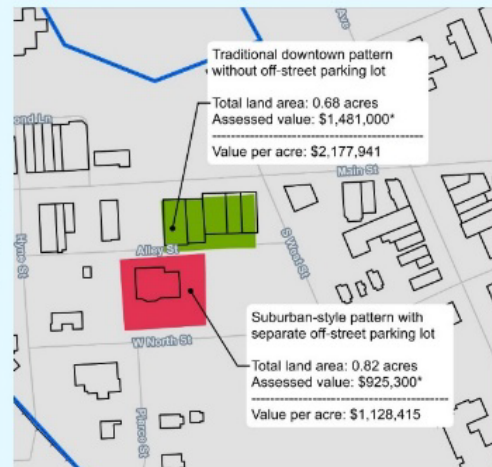 Ave
Traditional downtown pattern
without off-street parking lot
Total land area: 0.68 acres
Assessed value: $1,481,000*
Value per acre: $2,177,941
ond Ln
Main St
S West St
Alley St
W North St
Pierce St
Suburban-style pattern with
separate off-street parking lot
Total land area: 0.82 acres
Assessed value: $925,300*
Value per acre: $1,128,415